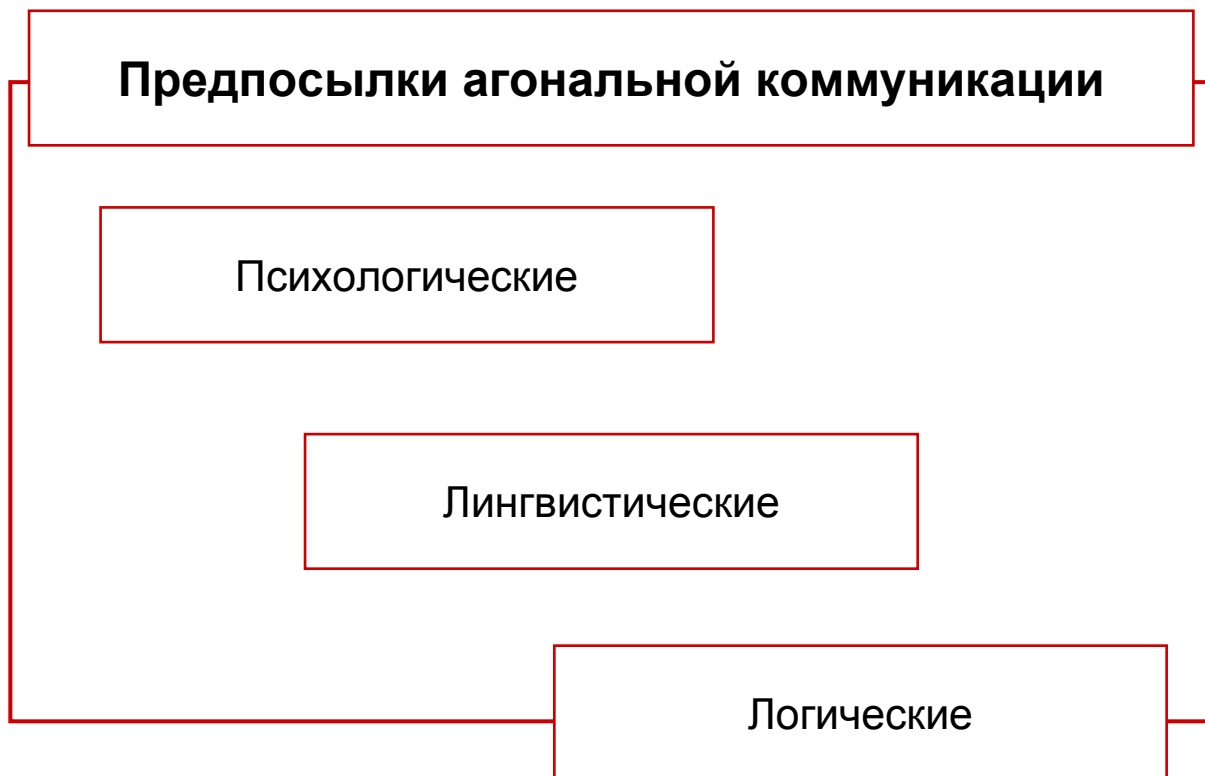 Предпосылки агональной коммуникации
Психологические
Лингвистические
Логические